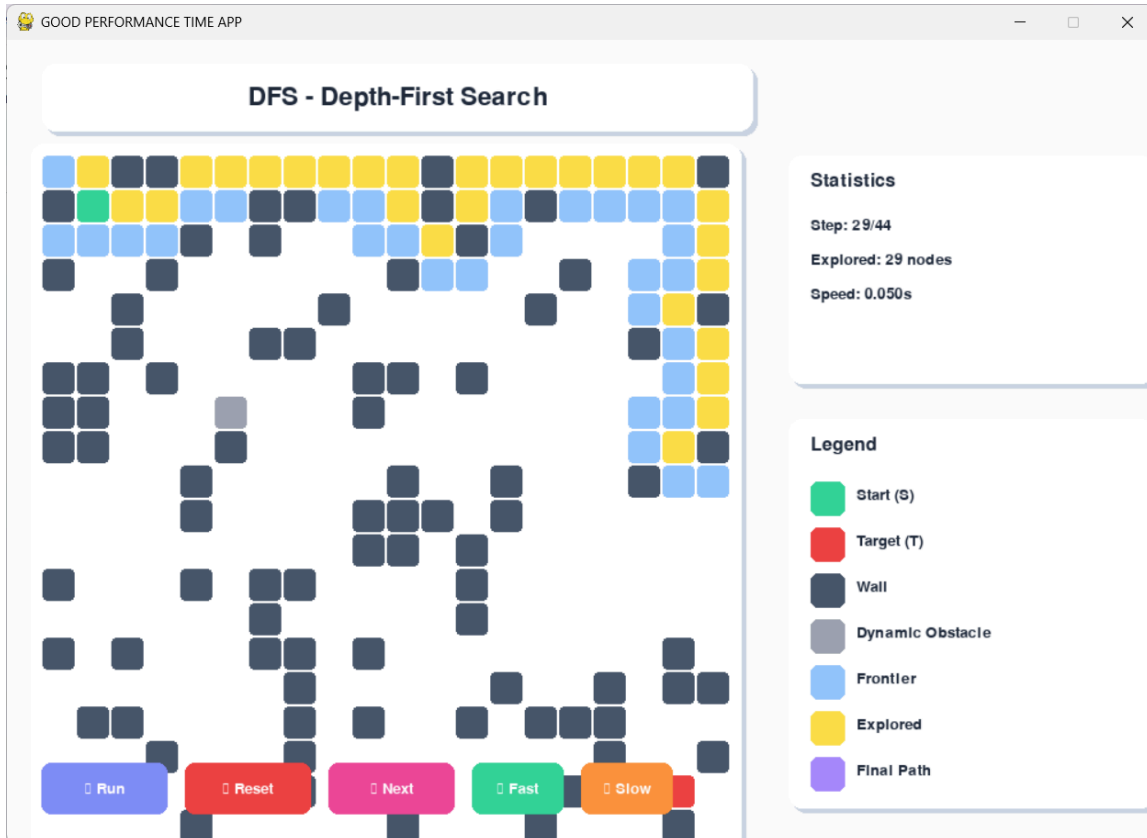 GOOD PERFORMANCE TIME APP
DFS - Depth-First Search
Statistics
Step: 29/44
Explored: 29 nodes
Speed: 0.050s
Legend
Start (S)
Target (T)
Wall
Dynamic Obstacle
Frontier
Explored
Final Path
Run
Reset
Next
Fast
Slow